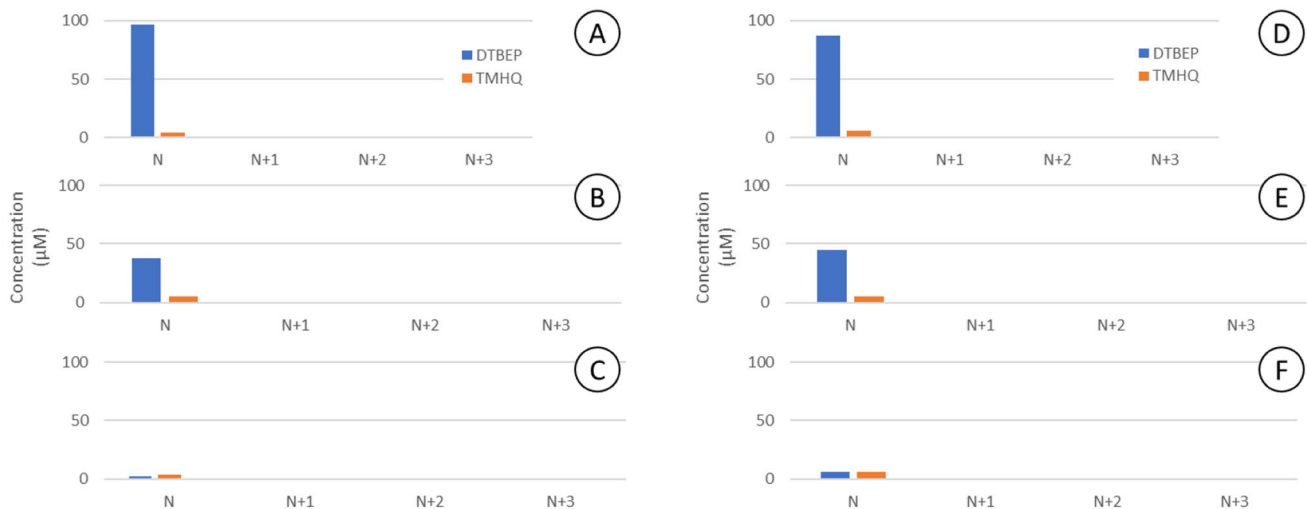 100
50
0
A
DTBEP
TMHQ
N N+1 N+2 N+3
100
50
0
B
N N+1 N+2 N+3
100
50
0
C
N N+1 N+2 N+3
Concentration
(µM)
100
50
0
D
DTBEP
TMHQ
N N+1 N+2 N+3
100
50
0
E
N N+1 N+2 N+3
100
50
0
F
N N+1 N+2 N+3
Concentration
(µM)